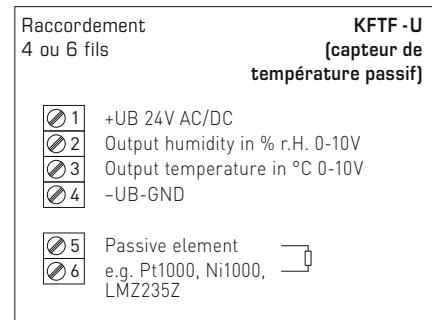 Raccordement
4 ou 6 fils
KFTF - U
(capteur de
température passif)
1 +UB 24V AC/DC
2 Output humidity in % r.H. 0-10V
3 Output temperature in °C 0-10V
4 –UB-GND
5 Passive element
6 e.g. Pt1000, Ni1000,
LMZ235Z